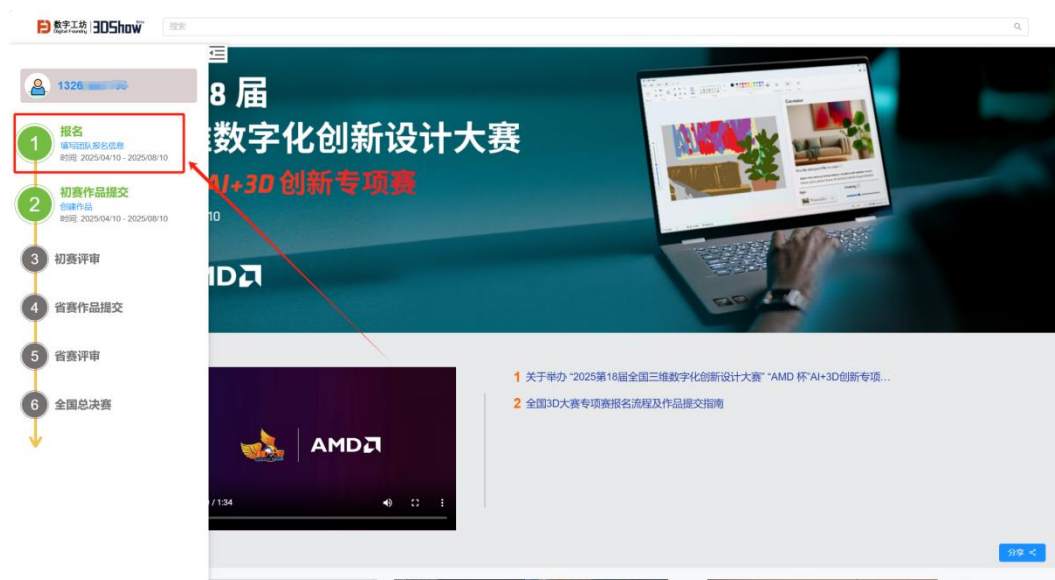 数字工坊 3DShow Beta
Digital Foundry
搜索
1326
1
报名
填写团队报名信息
时间: 2025/04/10 - 2025/08/10
2
初赛作品提交
创建作品
时间: 2025/04/10 - 2025/08/10
3 初赛评审
4 省赛作品提交
5 省赛评审
6 全国总决赛
8 届
数字化创新设计大赛
AI+3D 创新专项赛
10
AMD
/ 1:34
1 关于举办 “2025第18届全国三维数字化创新设计大赛” “AMD 杯”AI+3D创新专项…
2 全国3D大赛专项赛报名流程及作品提交指南
分享